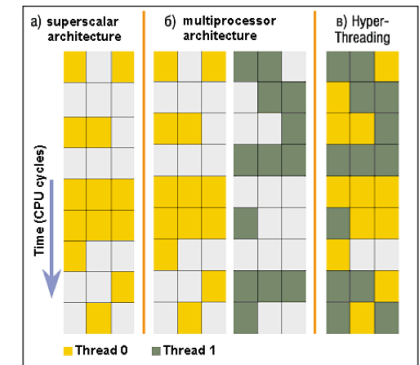 а) superscalar
architecture
б) multiprocessor
architecture
в) Hyper-
Threading
Time (CPU cycles)
Thread 0
Thread 1